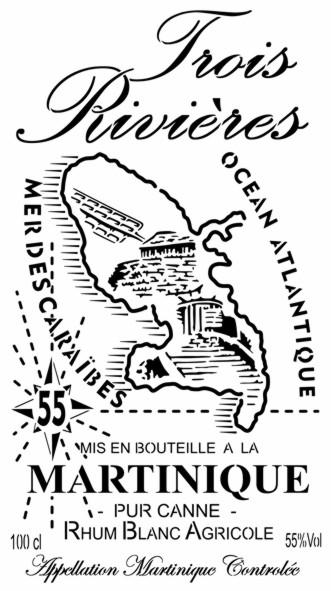 Trois
Rivières
OCEAN ATLANTIQUE
MER DES CARAÏBES
55
MIS EN BOUTEILLE A LA
MARTINIQUE
- PUR CANNE -
RHUM BLANC AGRICOLE
100 cl
55%Vol
Appellation Martinique Controlée